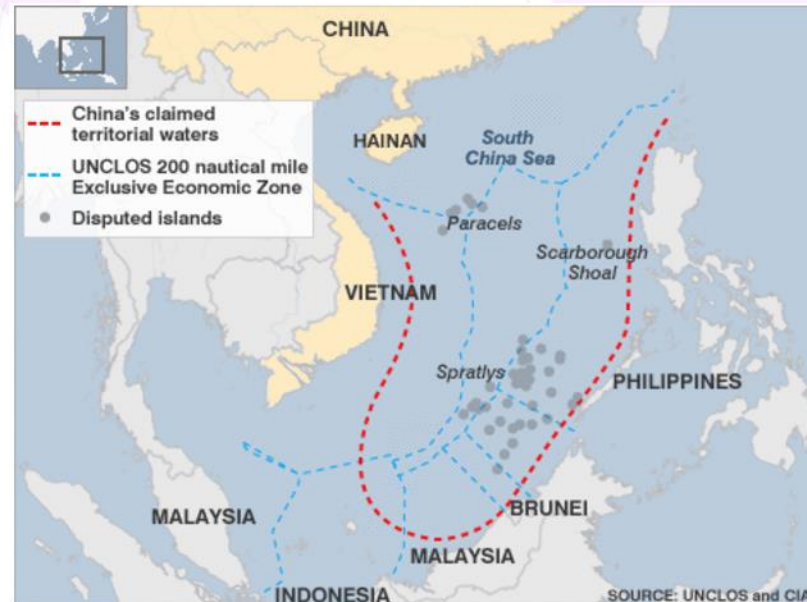 CHINA
China's claimed
territorial waters
UNCLOS 200 nautical mile
Exclusive Economic Zone
Disputed islands
HAINAN
South
China Sea
Paracels
Scarborough
Shoal
VIETNAM
Spratlys
PHILIPPINES
MALAYSIA
BRUNEI
MALAYSIA
INDONESIA
SOURCE: UNCLOS and CIA